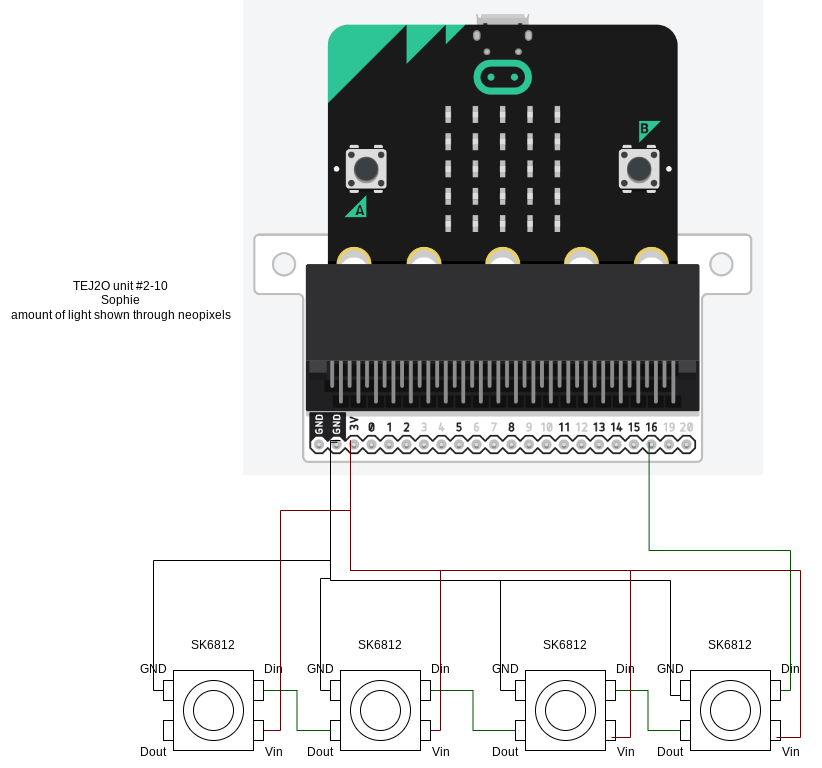 B
A
TEJ2O unit #2-10
Sophie
amount of light shown through neopixels
GND GND 3V 0 1 2 3 4 5 6 7 8 9 10 11 12 13 14 15 16 19 20
SK6812 SK6812 SK6812 SK6812
GND Din GND Din GND Din GND Din
Dout Vin Dout Vin Dout Vin Dout Vin